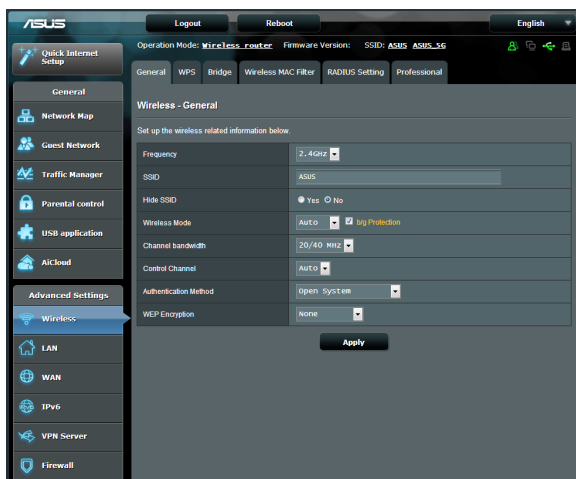 ASUS
Logout
Reboot
English
Quick Internet Setup
Operation Mode: Wireless router Firmware Version: SSID: ASUS ASUS_5G
General
WPS
Bridge
Wireless MAC Filter
RADIUS Setting
Professional
General
Network Map
Guest Network
Traffic Manager
Parental control
USB application
AiCloud
Advanced Settings
Wireless
LAN
WAN
IPv6
VPN Server
Firewall
Wireless - General
Set up the wireless related information below.
Frequency 2.4GHz
SSID ASUS
Hide SSID Yes No
Wireless Mode Auto b/g Protection
Channel bandwidth 20/40 MHz
Control Channel Auto
Authentication Method Open System
WEP Encryption None
Apply